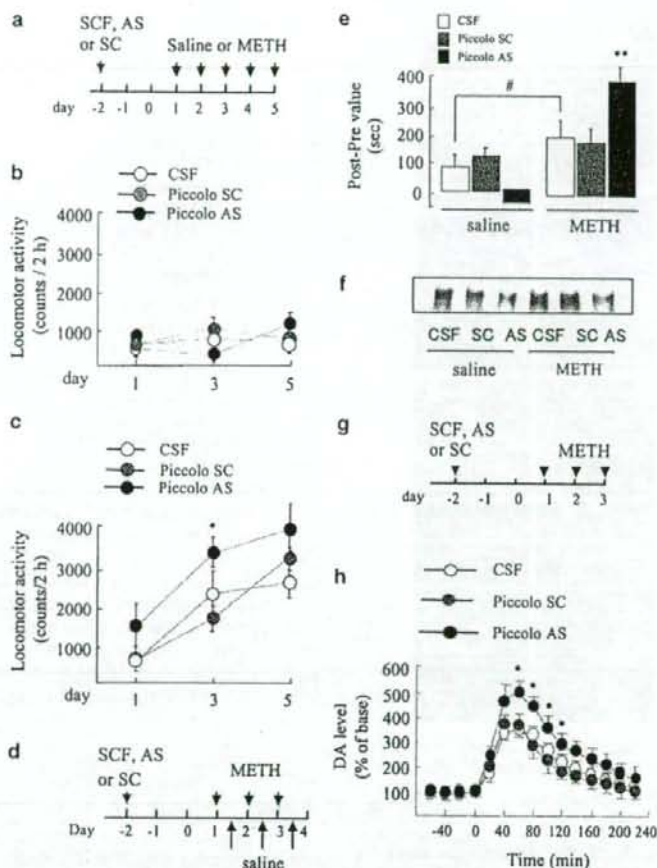 a
SCF, AS
or SC
Saline or METH
day -2 -1 0 1 2 3 4 5
b
CSF
Piccolo SC
Piccolo AS
Locomotor activity
(counts / 2 h)
4000
3000
2000
1000
day 1 3 5
c
CSF
Piccolo SC
Piccolo AS
Locomotor activity
(counts/2 h)
4000
*
3000
2000
1000
day 1 3 5
d
SCF, AS
or SC
METH
Day -2 -1 0 1 2 3 4
saline
e
CSF
Piccolo SC
Piccolo AS
Post-Pre value
(sec)
400
300
200
100
0
#
**
saline METH
f
CSF SC AS CSF SC AS
saline METH
g
SCF, AS
or SC
METH
day -2 -1 0 1 2 3
h
CSF
Piccolo SC
Piccolo AS
DA level
(% of base)
600
500
400
300
200
100
* * * *
-40 0 40 80 120 160 200 240
Time (min)